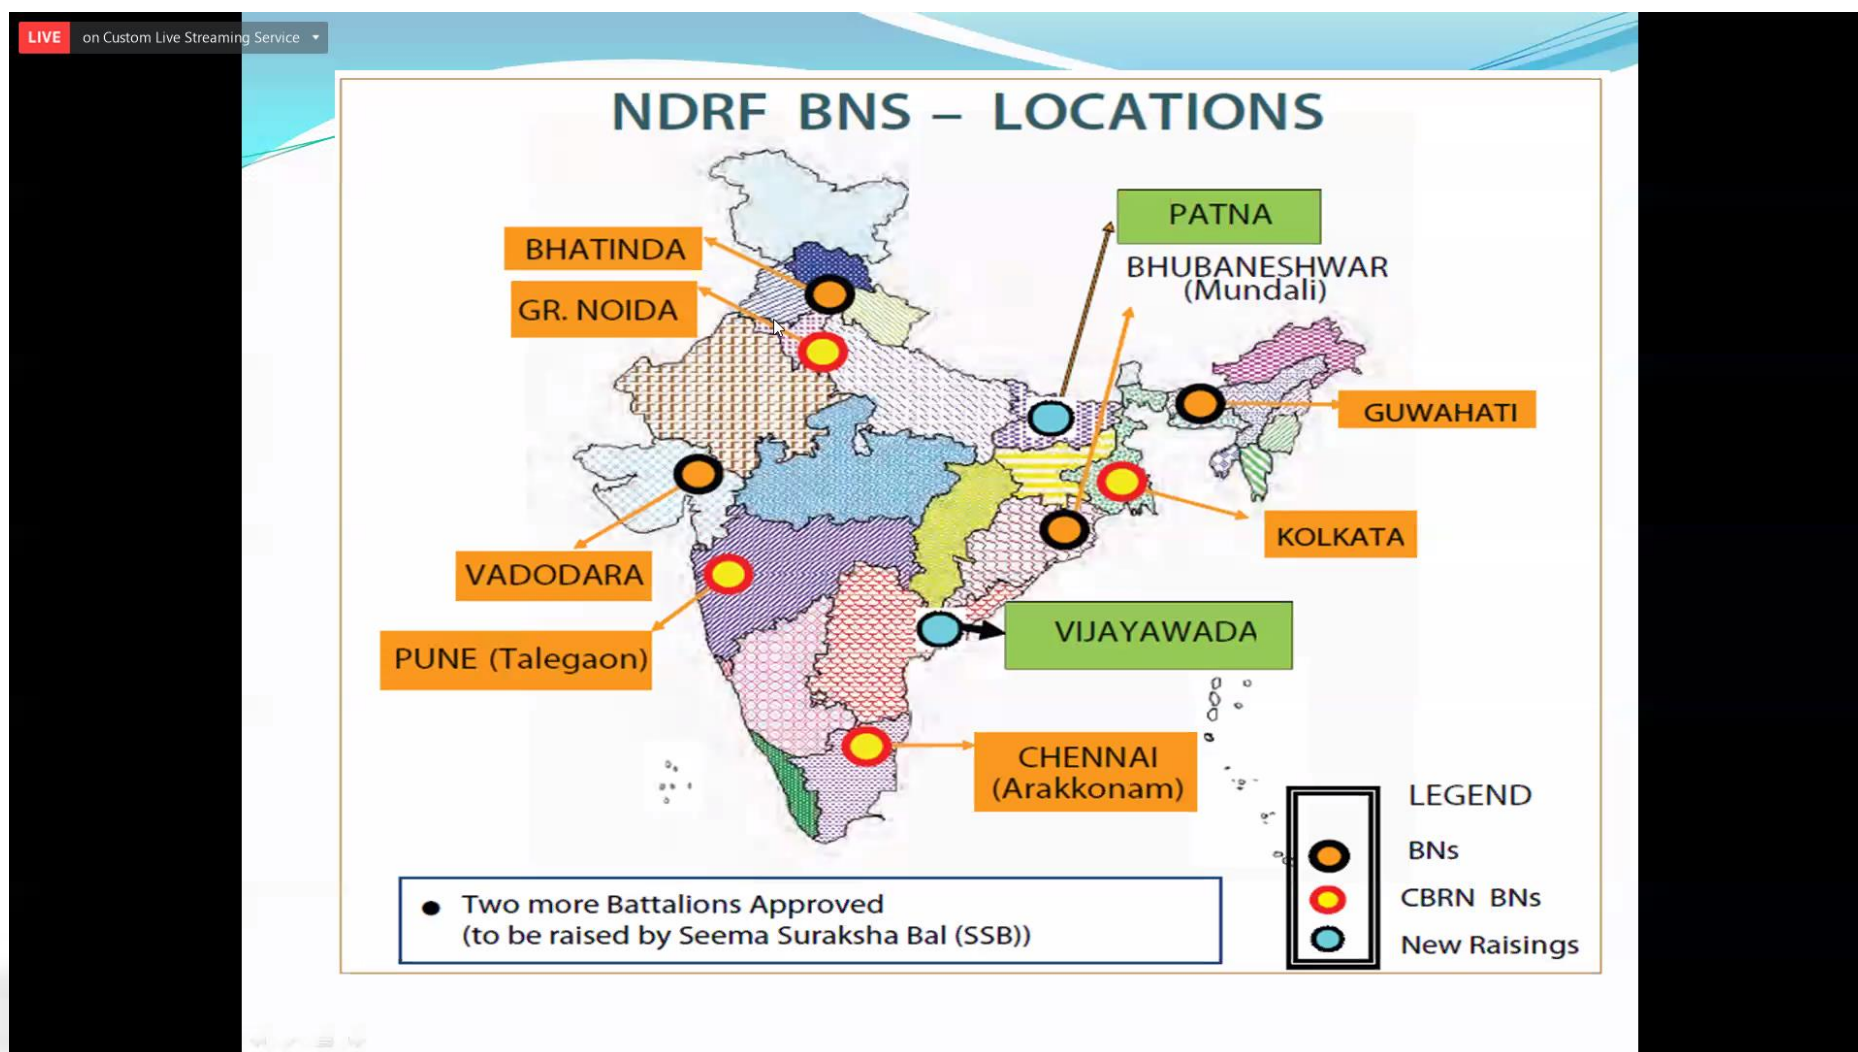 LIVE on Custom Live Streaming Service
NDRF BNS – LOCATIONS
PATNA
BHATINDA
BHUBANESHWAR
(Mundali)
GR. NOIDA
GUWAHATI
KOLKATA
VADODARA
VIJAYAWADA
PUNE (Talegaon)
CHENNAI
(Arakkonam)
LEGEND
BNs
CBRN BNs
New Raisings
● Two more Battalions Approved
(to be raised by Seema Suraksha Bal (SSB))